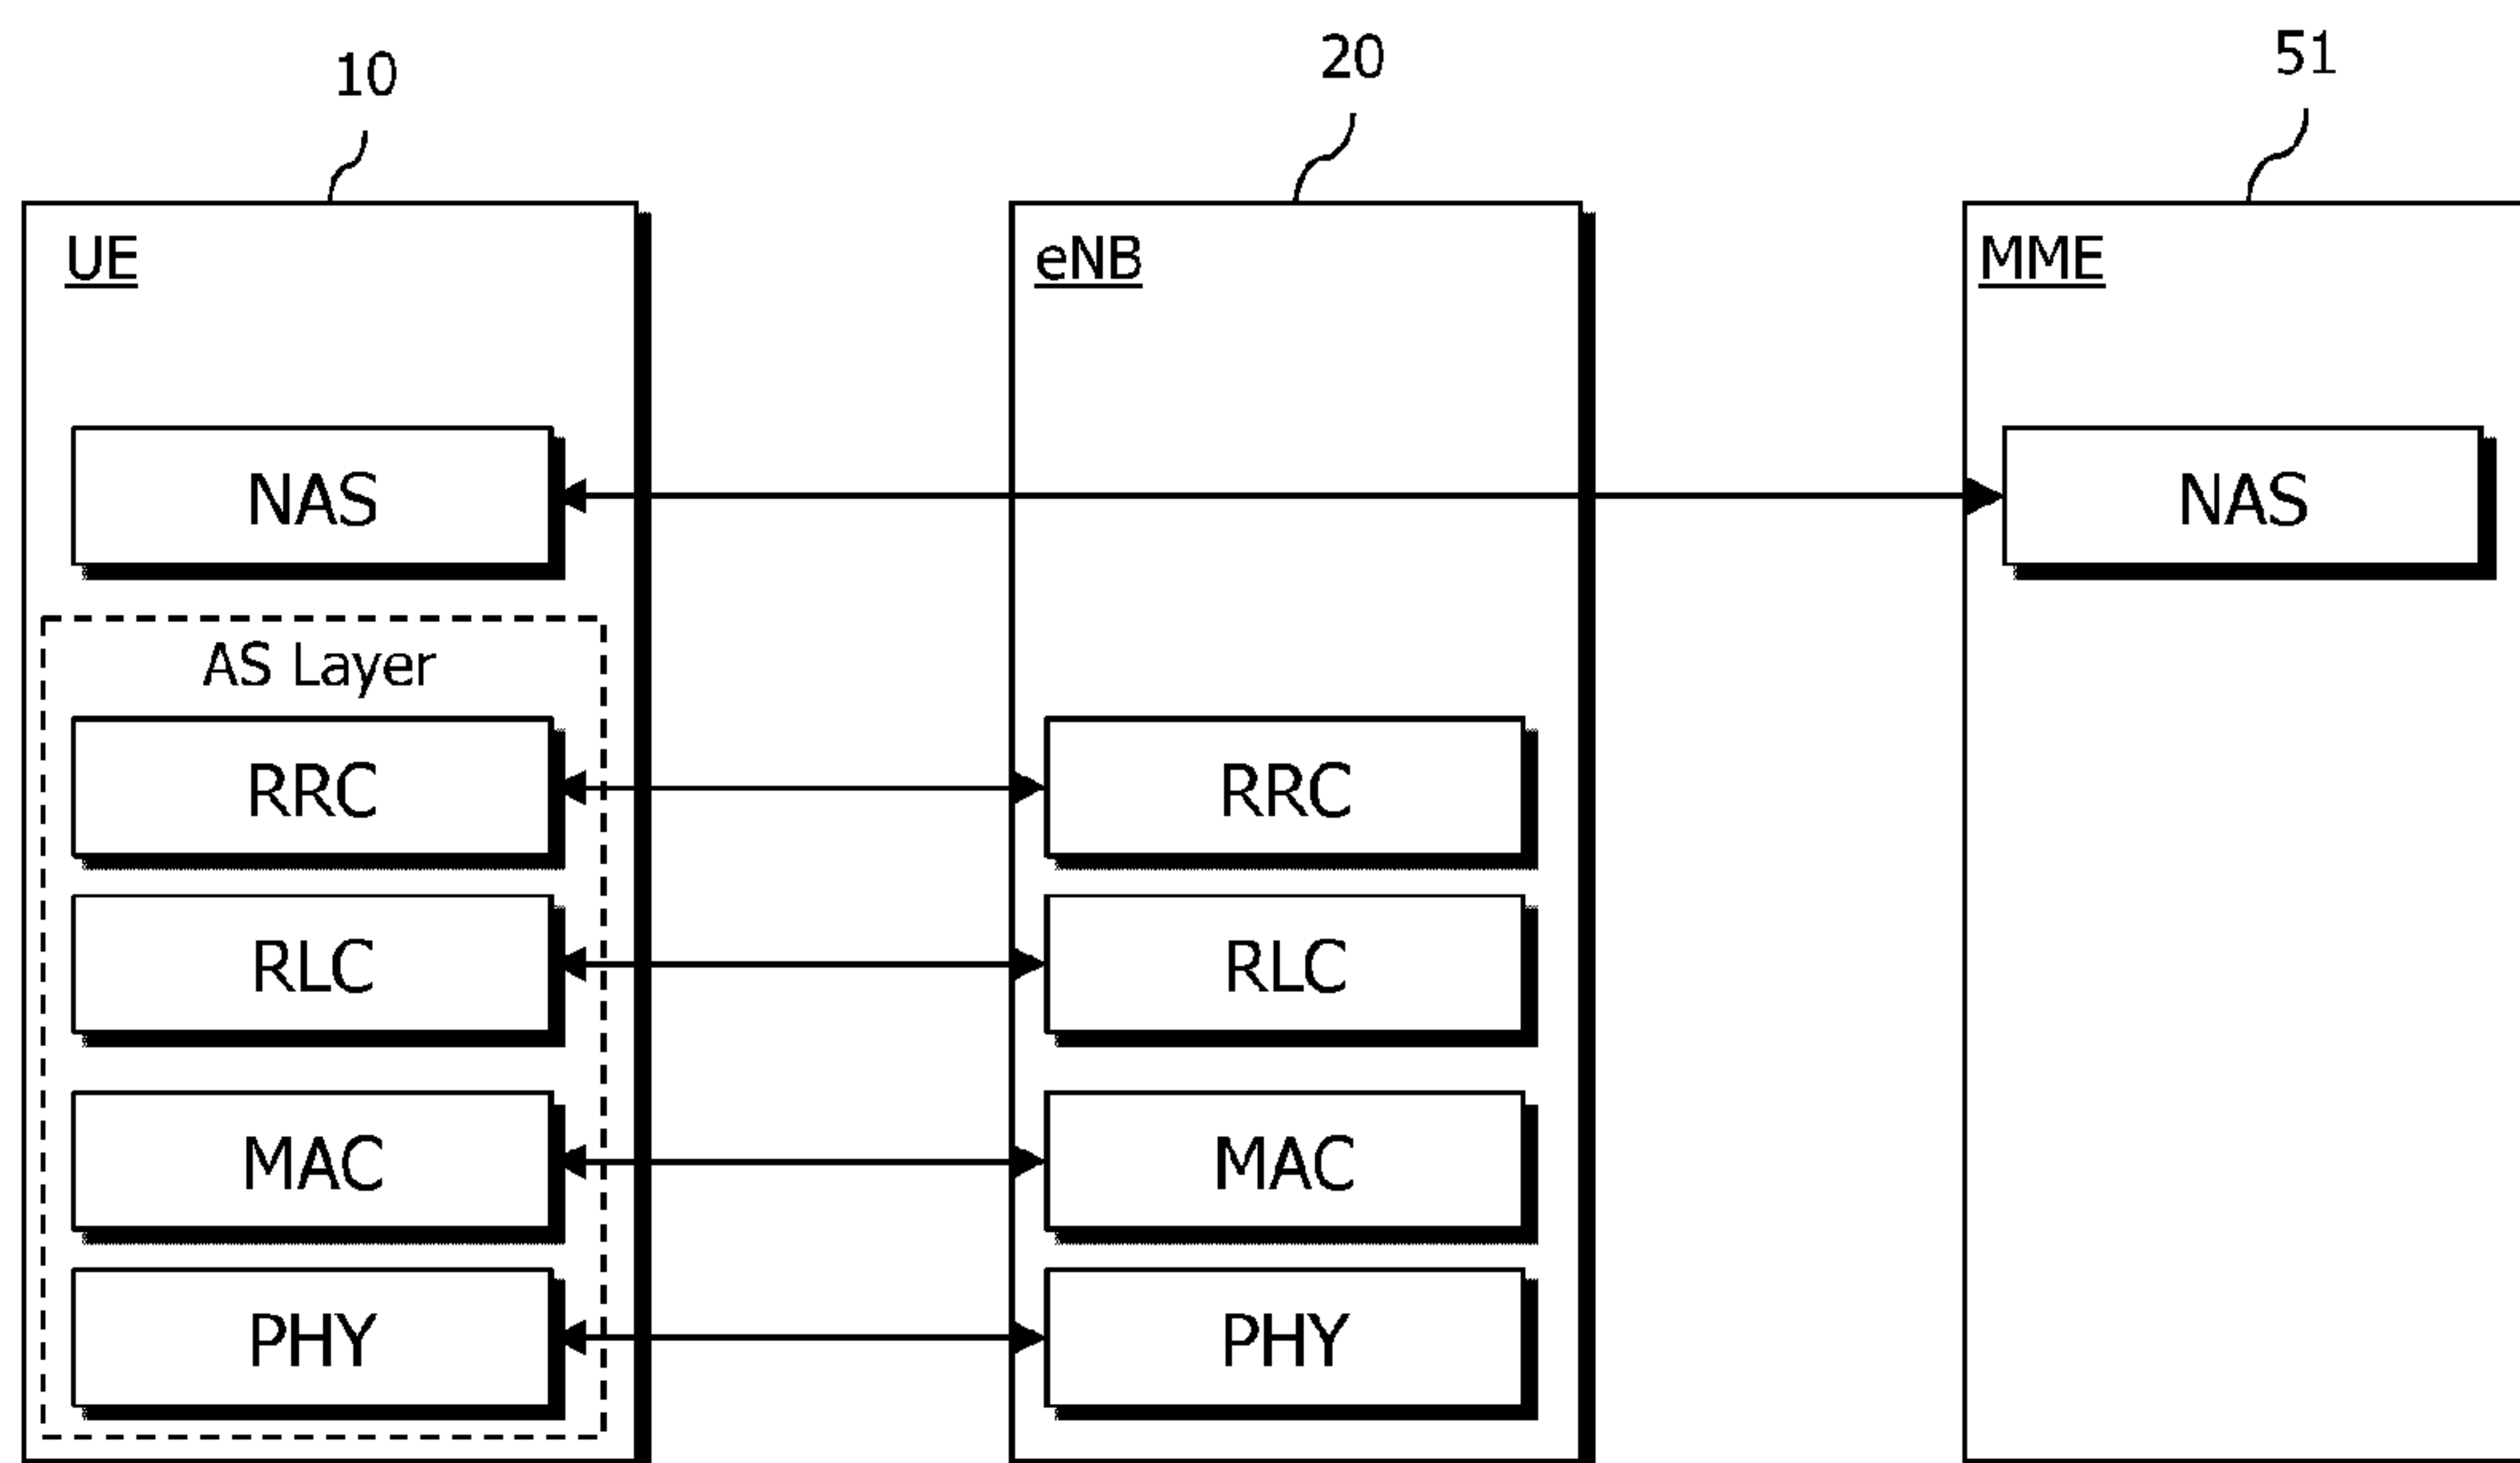 10
20
51
UE
eNB
MME
NAS
NAS
AS Layer
RRC
RRC
RLC
RLC
MAC
MAC
PHY
PHY